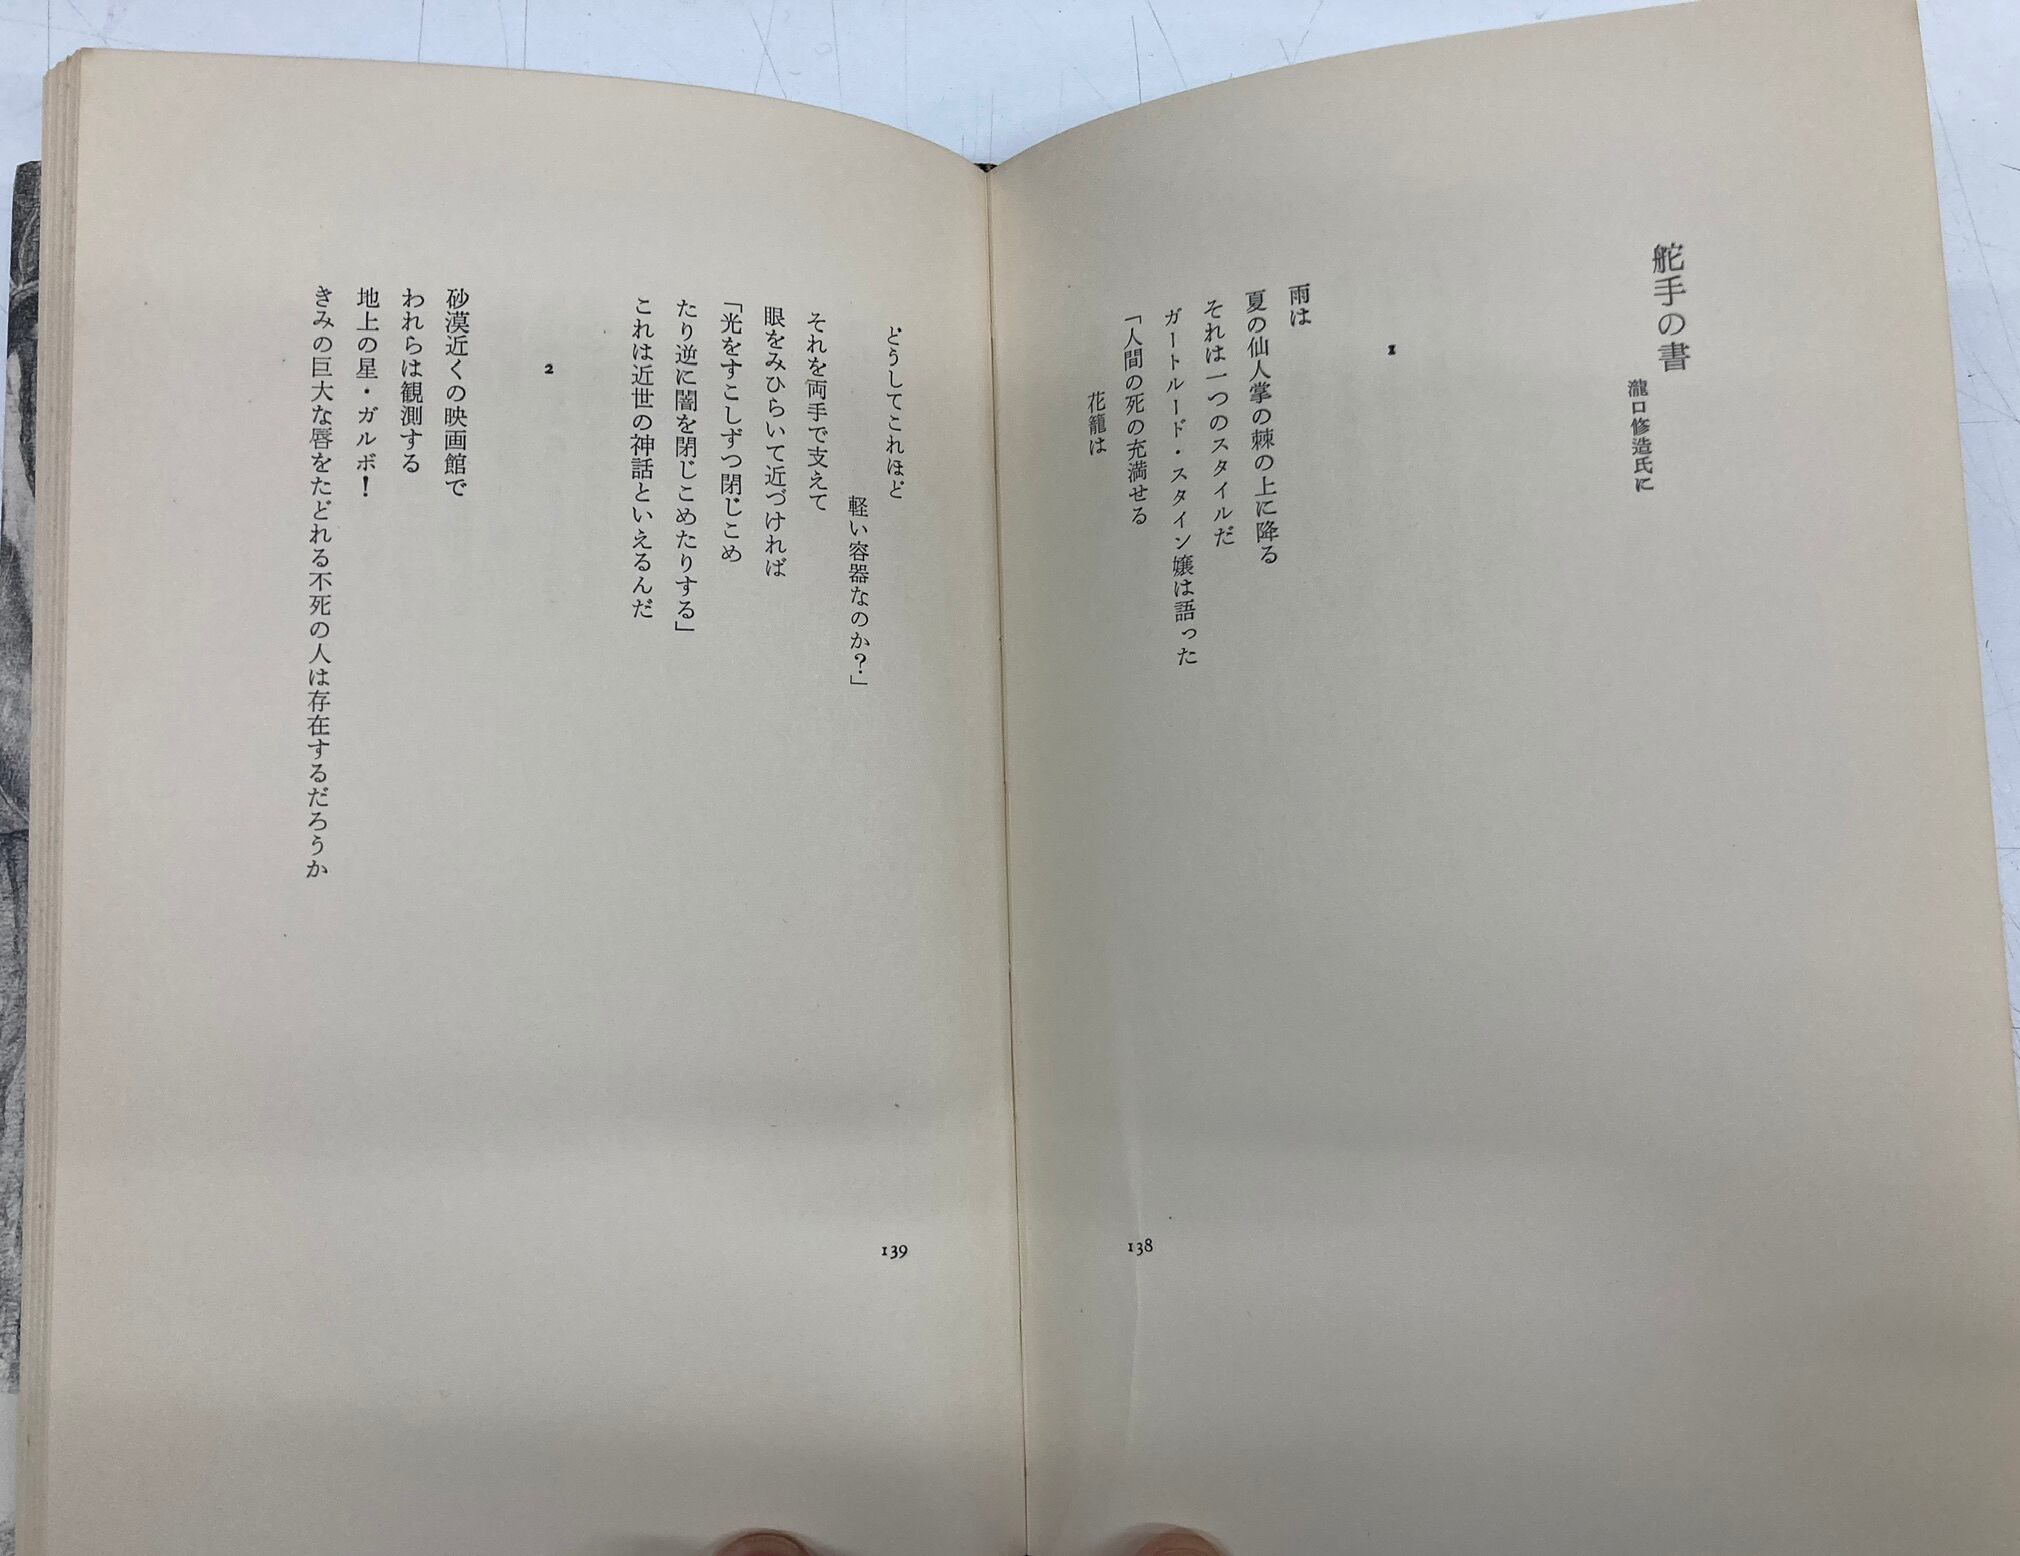 舵手の書
瀧口修造氏に
1
雨は
夏の仙人掌の棘の上に降る
それは一つのスタイルだ
ガートルード・スタイン嬢は語った
「人間の死の充満せる
花籠は
138
どうしてこれほど
軽い容器なのか？」
それを両手で支えて
眼をみひらいて近づければ
「光をすこしずつ閉じこめ
たり逆に闇を閉じこめたりする」
これは近世の神話といえるんだ
2
砂漠近くの映画館で
われらは観測する
地上の星・ガルボ！
きみの巨大な唇をたどれる不死の人は存在するだろうか
139